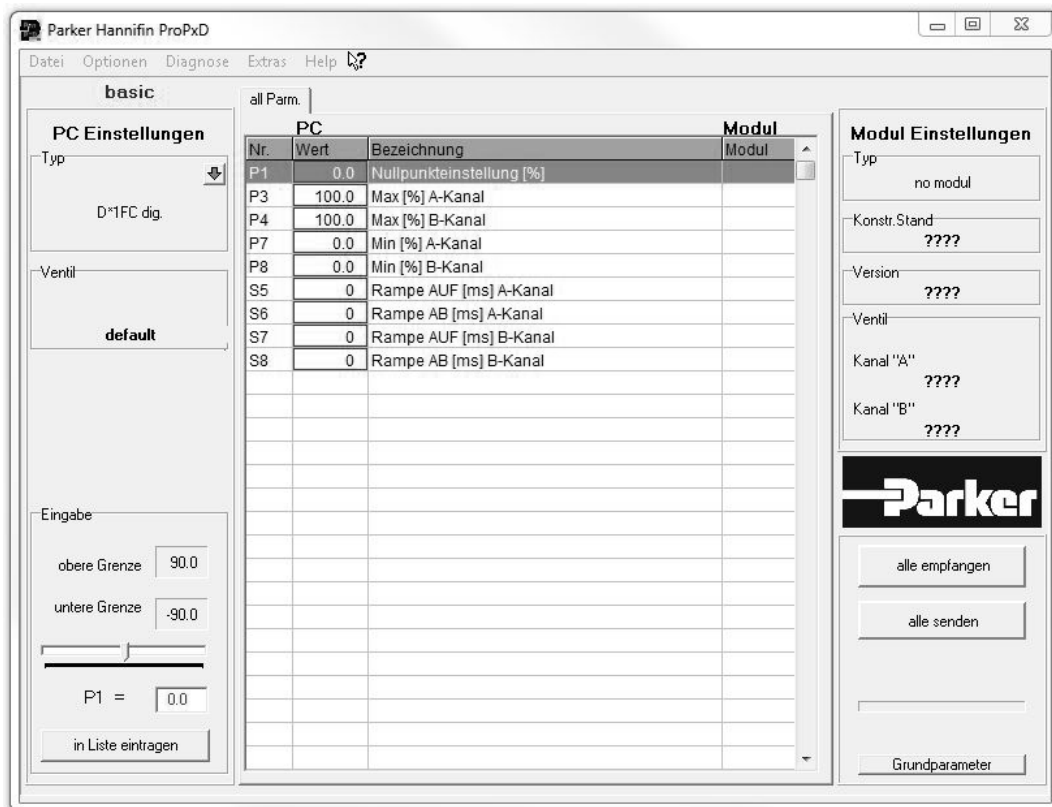 Parker Hannifin ProPxD
Datei Optionen Diagnose Extras Help
basic
PC Einstellungen
Typ
D*1FC dig.
Ventil
default
Eingabe
obere Grenze 90.0
untere Grenze -90.0
P1 = 0.0
in Liste eintragen
all Parm.
PC Modul
Nr. Wert Bezeichnung Modul
P1 0.0 Nullpunkteinstellung [%]
P3 100.0 Max [%] A-Kanal
P4 100.0 Max [%] B-Kanal
P7 0.0 Min [%] A-Kanal
P8 0.0 Min [%] B-Kanal
S5 0 Rampe AUF [ms] A-Kanal
S6 0 Rampe AB [ms] A-Kanal
S7 0 Rampe AUF [ms] B-Kanal
S8 0 Rampe AB [ms] B-Kanal
Modul Einstellungen
Typ
no modul
Konstr.Stand
????
Version
????
Ventil
Kanal "A"
????
Kanal "B"
????
Parker
alle empfangen
alle senden
Grundparameter